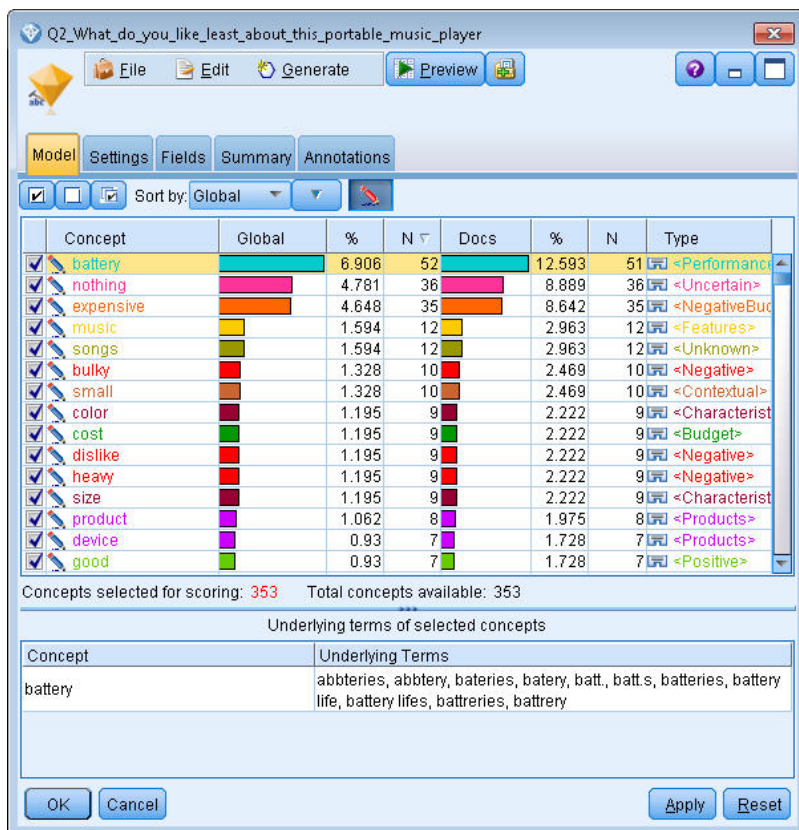 Q2_What_do_you_like_least_about_this_portable_music_player
File Edit Generate Preview
abc
Model Settings Fields Summary Annotations
Sort by: Global
Concept Global % N Docs % N Type
battery 6.906 52 12.593 51 <Performance
nothing 4.781 36 8.889 36 <Uncertain>
expensive 4.648 35 8.642 35 <NegativeBud
music 1.594 12 2.963 12 <Features>
songs 1.594 12 2.963 12 <Unknown>
bulky 1.328 10 2.469 10 <Negative>
small 1.328 10 2.469 10 <Contextual>
color 1.195 9 2.222 9 <Characterist
cost 1.195 9 2.222 9 <Budget>
dislike 1.195 9 2.222 9 <Negative>
heavy 1.195 9 2.222 9 <Negative>
size 1.195 9 2.222 9 <Characterist
product 1.062 8 1.975 8 <Products>
device 0.93 7 1.728 7 <Products>
good 0.93 7 1.728 7 <Positive>
Concepts selected for scoring: 353 Total concepts available: 353
Underlying terms of selected concepts
Concept Underlying Terms
battery abbteries, abbtery, bateries, batery, batt., batt.s, batteries, battery
life, battery lifes, battreries, battrery
OK Cancel Apply Reset